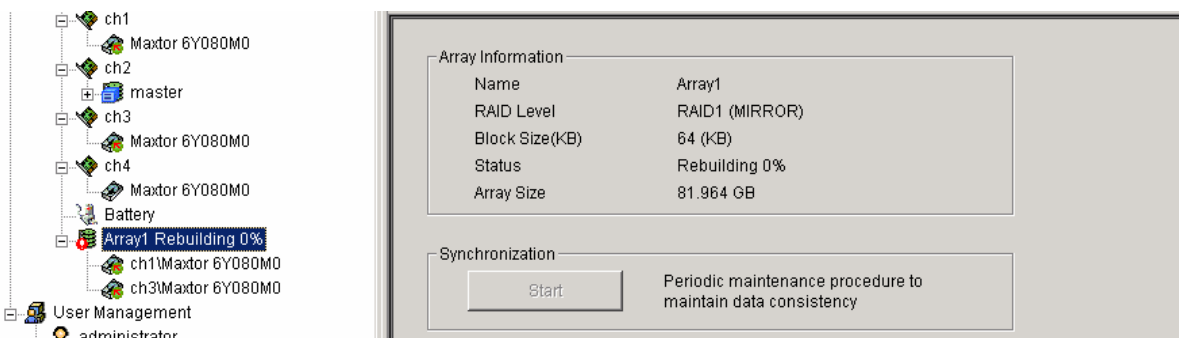 ch1
Maxtor 6Y080M0
ch2
master
ch3
Maxtor 6Y080M0
ch4
Maxtor 6Y080M0
Battery
Array1 Rebuilding 0%
ch1\Maxtor 6Y080M0
ch3\Maxtor 6Y080M0
User Management
administrator
Array Information
Name Array1
RAID Level RAID1 (MIRROR)
Block Size(KB) 64 (KB)
Status Rebuilding 0%
Array Size 81.964 GB
Synchronization
Start
Periodic maintenance procedure to
maintain data consistency